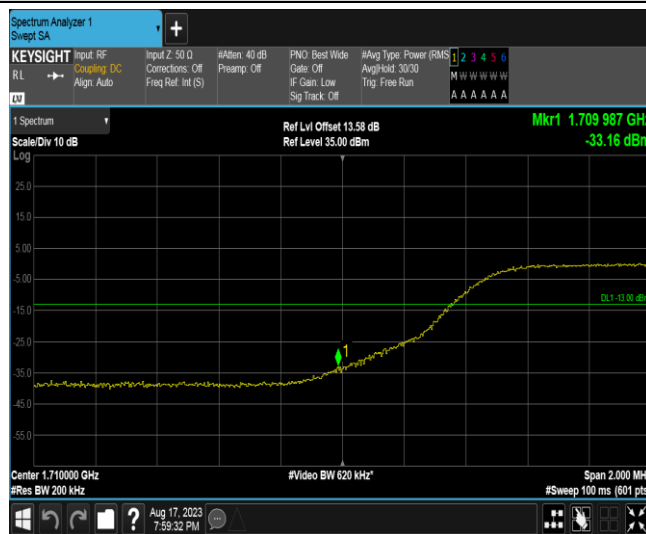 Spectrum Analyzer 1
Swept SA
+
KEYSIGHT
RL
LXI
Input: RF
Coupling: DC
Align: Auto
Input Z: 50 Ω
Corrections: Off
Freq Ref: Int (S)
#Atten: 40 dB
Preamp: Off
PNO: Best Wide
Gate: Off
IF Gain: Low
Sig Track: Off
#Avg Type: Power (RMS
Avg|Hold: 30/30
Trig: Free Run
1 2 3 4 5 6
M W W W W W
A A A A A A
1 Spectrum
Scale/Div 10 dB
Log
Ref Lvl Offset 13.58 dB
Ref Level 35.00 dBm
Mkr1 1.709 987 GHz
-33.16 dBm
25.0
15.0
5.00
-5.00
DL1 -13.00 dBm
-15.0
-25.0
1
-35.0
-45.0
-55.0
Center 1.710000 GHz
#Res BW 200 kHz
#Video BW 620 kHz*
Span 2.000 MH
#Sweep 100 ms (601 pts
?
Aug 17, 2023
7:59:32 PM